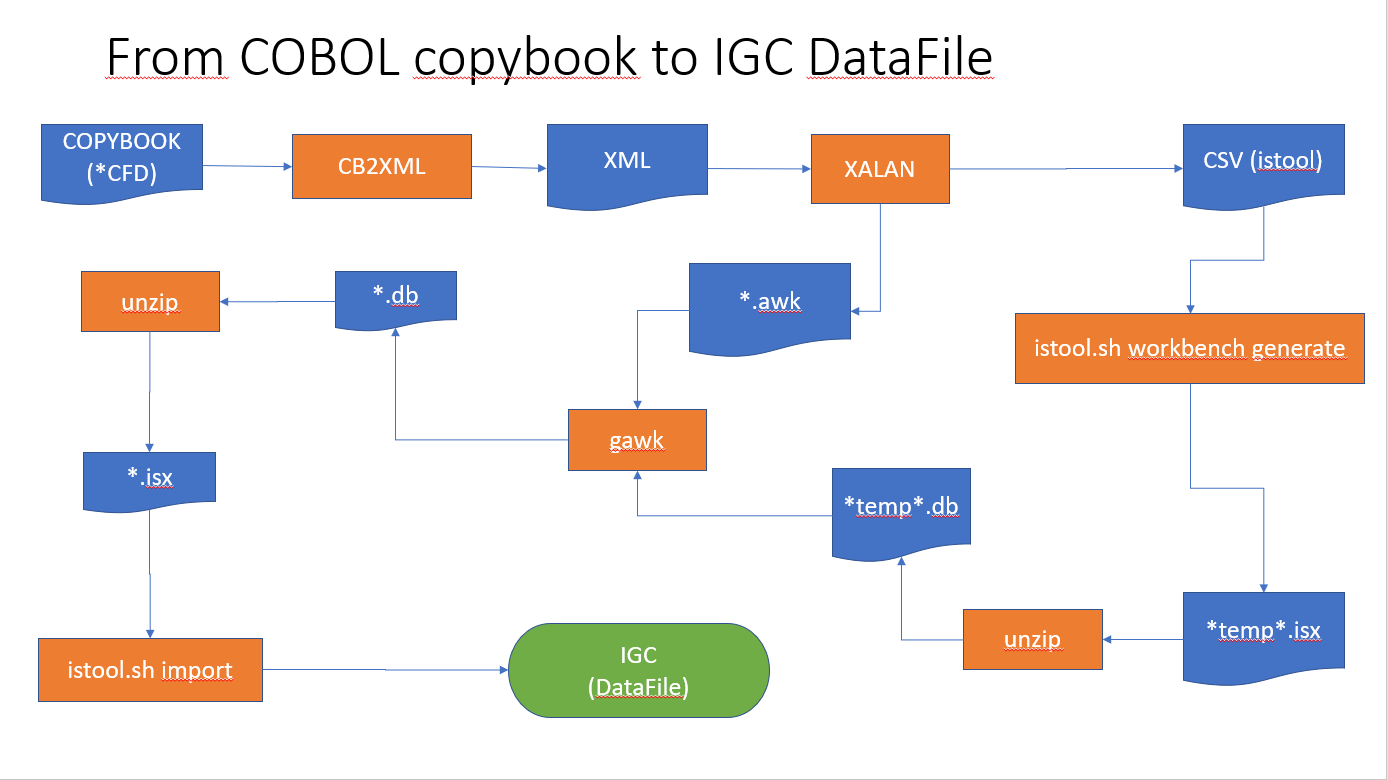 From COBOL copybook to IGC DataFile
COPYBOOK
(*CFD)
CB2XML
XML
XALAN
CSV (istool)
unzip
*.db
*.awk
istool.sh workbench generate
gawk
*.isx
*temp*.db
*temp*.isx
unzip
istool.sh import
IGC
(DataFile)